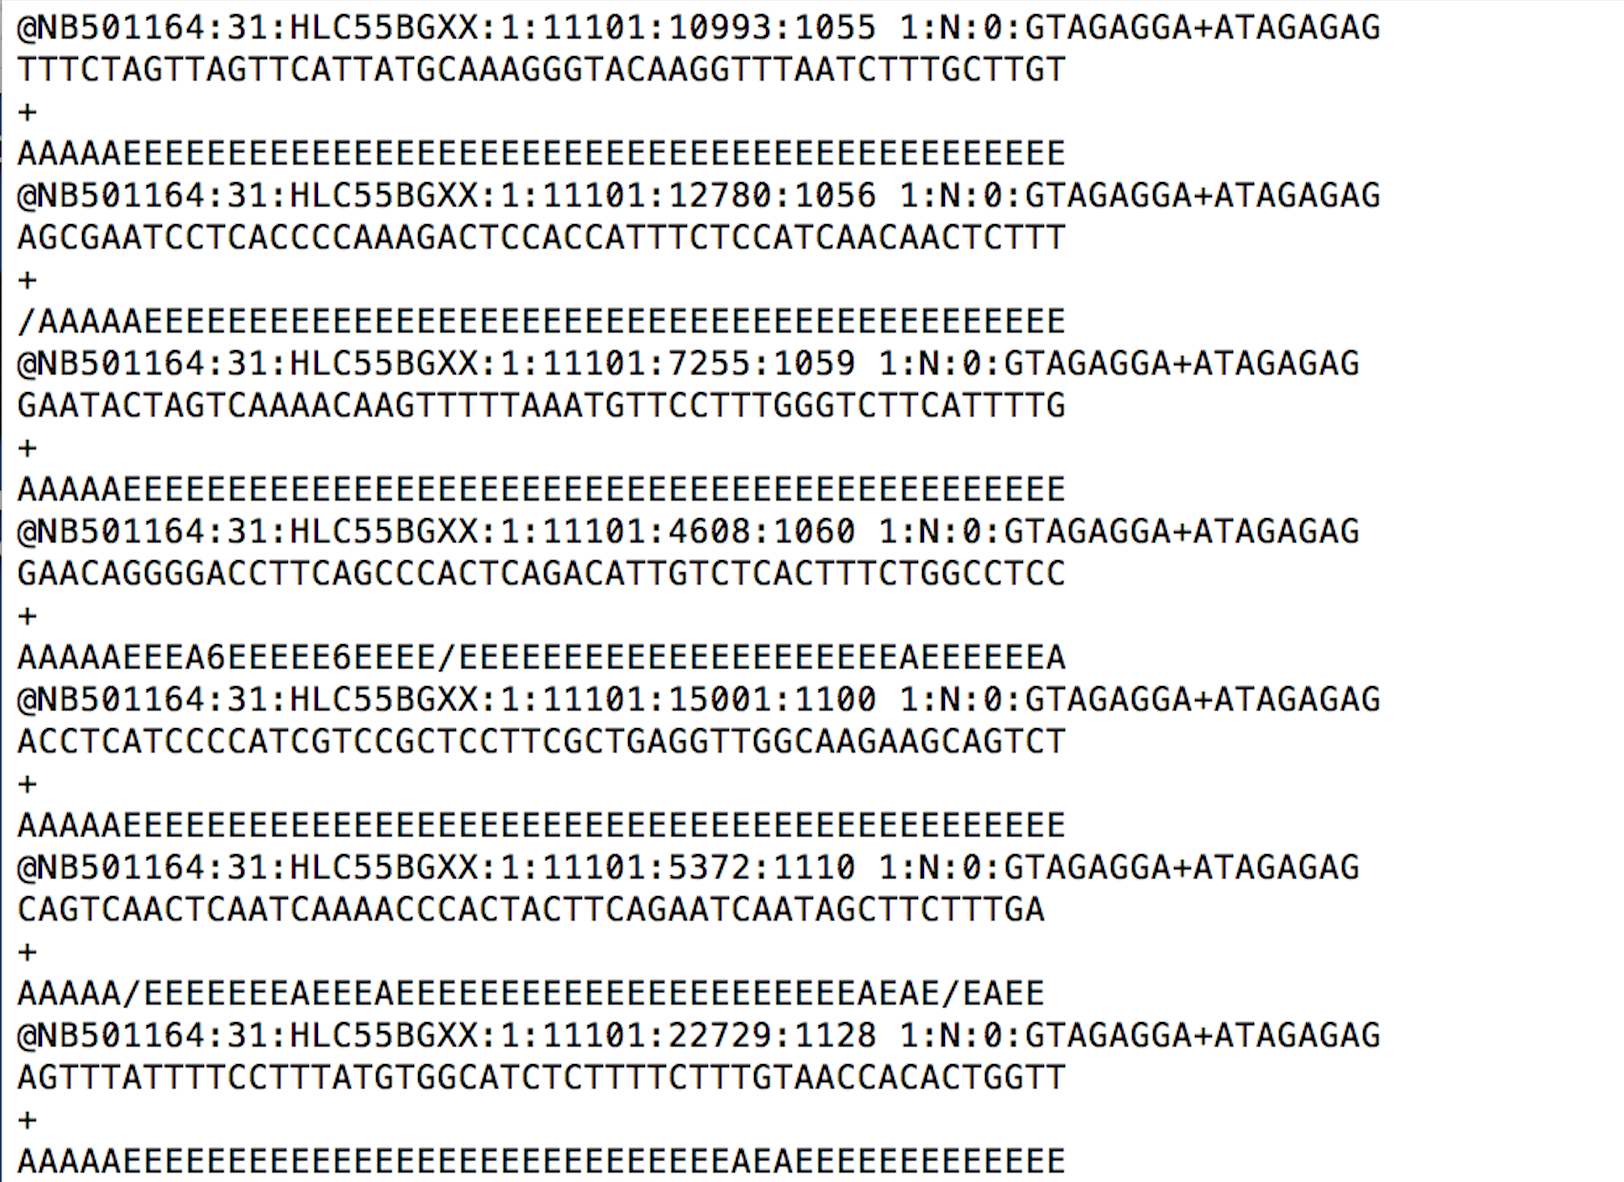 @NB501164:31:HLC55BGXX:1:11101:10993:1055 1:N:0:GTAGAGGA+ATAGAGAG
TTTCTAGTTAGTTCATTATGCAAAGGGTACAAGGTTTAATCTTTGCTTGT
+
AAAAAEEEEEEEEEEEEEEEEEEEEEEEEEEEEEEEEEEEEEEEEEEEEE
@NB501164:31:HLC55BGXX:1:11101:12780:1056 1:N:0:GTAGAGGA+ATAGAGAG
AGCGAATCCTCACCCCAAAGACTCCACCATTTCTCCATCAACAACTCTTT
+
/AAAAAEEEEEEEEEEEEEEEEEEEEEEEEEEEEEEEEEEEEEEEEEEEE
@NB501164:31:HLC55BGXX:1:11101:7255:1059 1:N:0:GTAGAGGA+ATAGAGAG
GAATACTAGTCAAAACAAGTTTTTAAATGTTCCTTTGGGTCTTCATTTTG
+
AAAAAEEEEEEEEEEEEEEEEEEEEEEEEEEEEEEEEEEEEEEEEEEEEE
@NB501164:31:HLC55BGXX:1:11101:4608:1060 1:N:0:GTAGAGGA+ATAGAGAG
GAACAGGGGACCTTCAGCCCACTCAGACATTGTCTCACTTTCTGGCCTCC
+
AAAAAEEEA6EEEEE6EEEE/EEEEEEEEEEEEEEEEEEEEEAEEEEEEA
@NB501164:31:HLC55BGXX:1:11101:15001:1100 1:N:0:GTAGAGGA+ATAGAGAG
ACCTCATCCCCATCGTCCGCTCCTTCGCTGAGGTTGGCAAGAAGCAGTCT
+
AAAAAEEEEEEEEEEEEEEEEEEEEEEEEEEEEEEEEEEEEEEEEEEEEE
@NB501164:31:HLC55BGXX:1:11101:5372:1110 1:N:0:GTAGAGGA+ATAGAGAG
CAGTCAACTCAATCAAAACCCACTACTTCAGAATCAATAGCTTCTTTGA
+
AAAAA/EEEEEEEAEEEAEEEEEEEEEEEEEEEEEEEEEEAEAE/EAEE
@NB501164:31:HLC55BGXX:1:11101:22729:1128 1:N:0:GTAGAGGA+ATAGAGAG
AGTTTATTTTCCTTTATGTGGCATCTCTTTTCTTTGTAACCACACTGGTT
+
AAAAAEEEEEEEEEEEEEEEEEEEEEEEEEEEEEAEAEEEEEEEEEEEEE